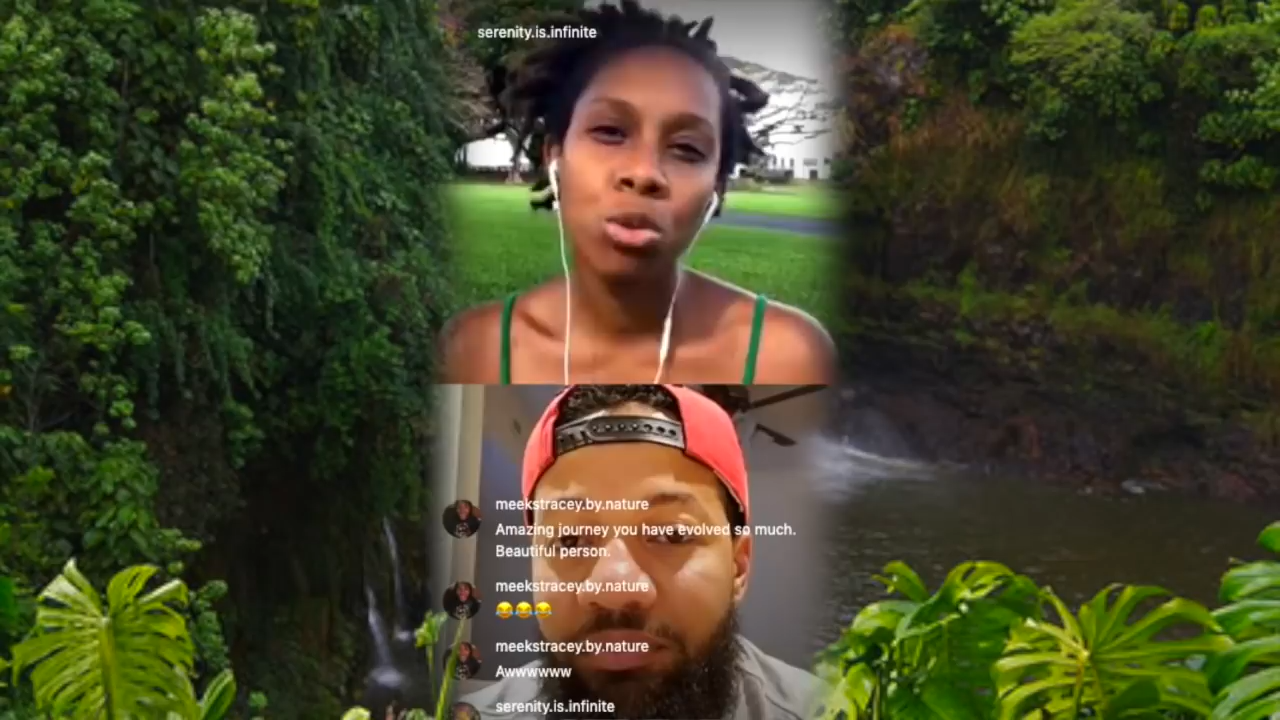 serenity.is.infinite
meekstracey.by.nature
Amazing journey you have evolved so much.
Beautiful person.
meekstracey.by.nature
😂😂😂
meekstracey.by.nature
Awwwwww
serenity.is.infinite